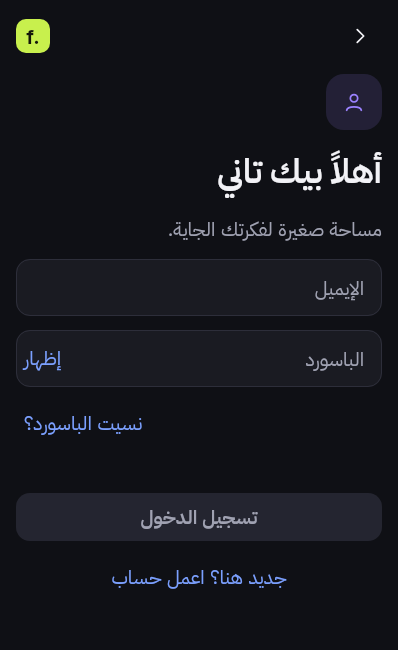 f.
أهلاً بيك تاني
مساحة صغيرة لفكرتك الجاية.
الإيميل
الباسورد
إظهار
نسيت الباسورد؟
تسجيل الدخول
جديد هنا؟ اعمل حساب